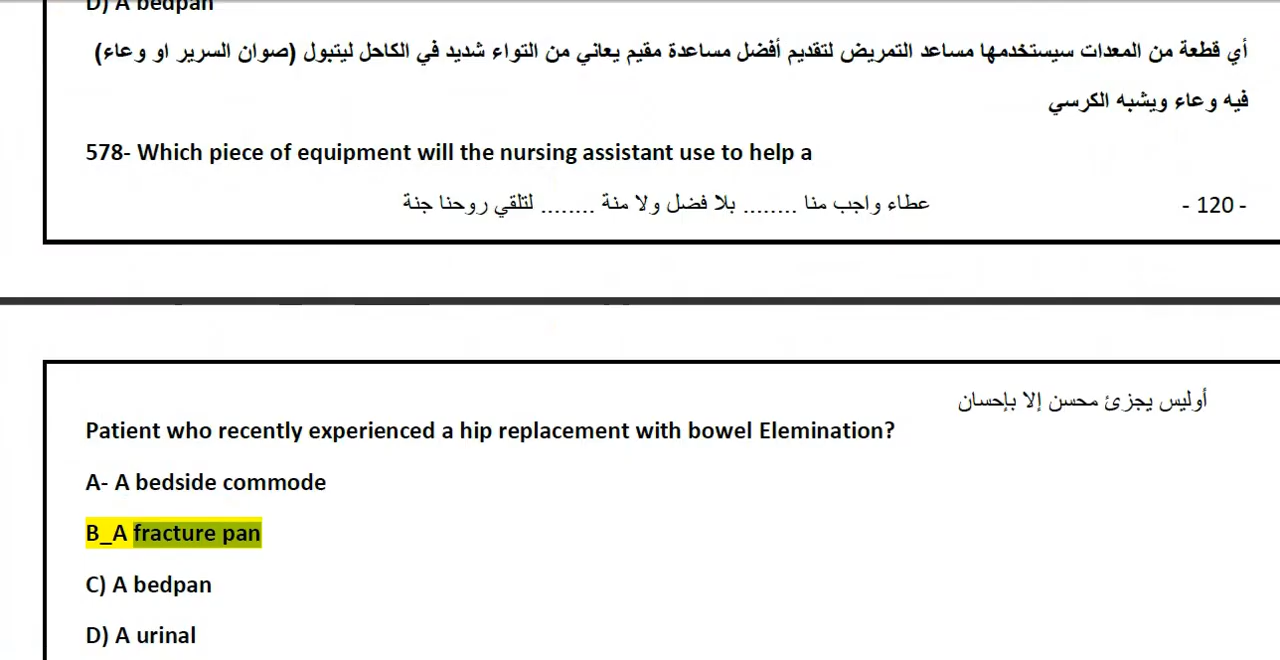 D) A bedpan
أي قطعة من المعدات سيستخدمها مساعد التمريض لتقديم أفضل مساعدة مقيم يعاني من التواء شديد في الكاحل ليتبول (صوان السرير او وعاء)
فيه وعاء ويشبه الكرسي
578- Which piece of equipment will the nursing assistant use to help a
عطاء واجب منا ........ بلا فضل ولا منة ........ لتلقي روحنا جنة
- 120 -
أوليس يجزئ محسن إلا بإحسان
Patient who recently experienced a hip replacement with bowel Elemination?
A- A bedside commode
B_A fracture pan
C) A bedpan
D) A urinal